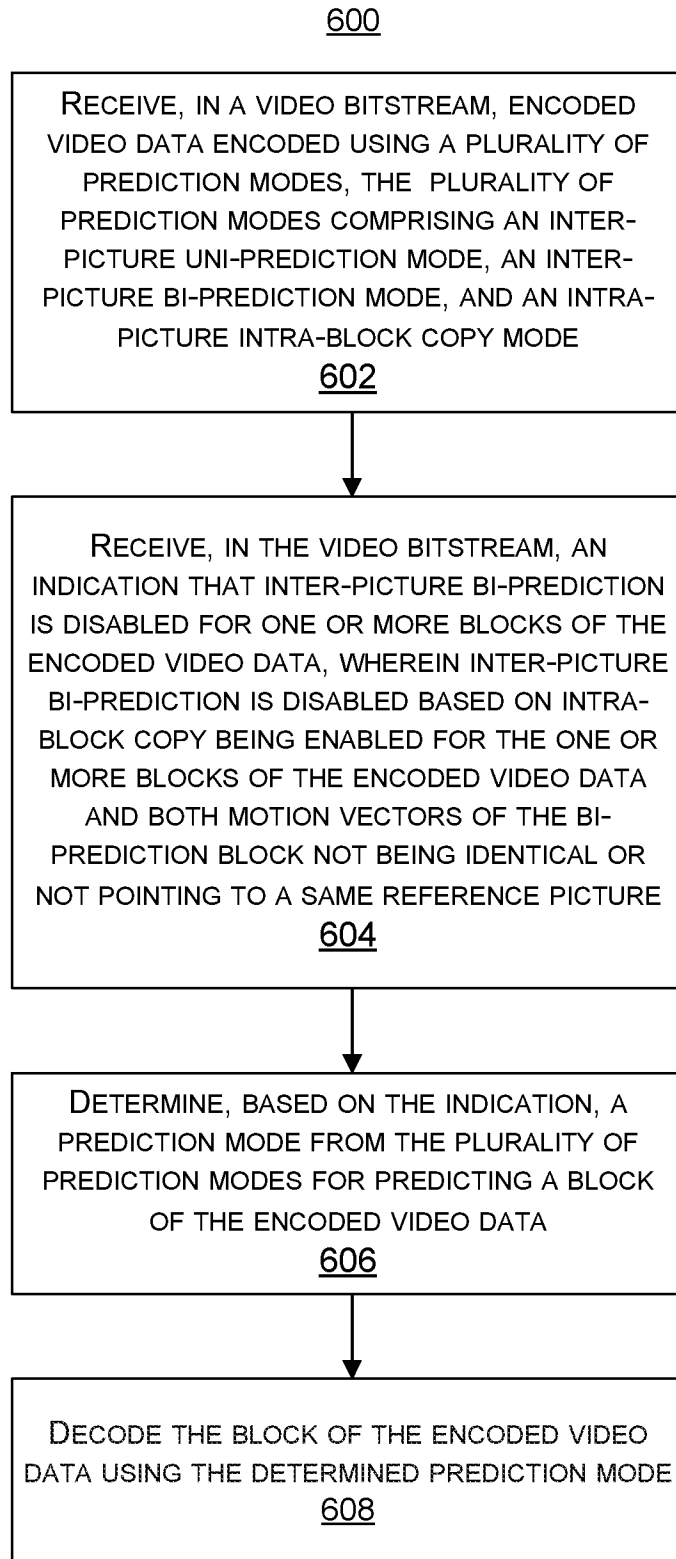 600
RECEIVE, IN A VIDEO BITSTREAM, ENCODED
VIDEO DATA ENCODED USING A PLURALITY OF
PREDICTION MODES, THE PLURALITY OF
PREDICTION MODES COMPRISING AN INTER-
PICTURE UNI-PREDICTION MODE, AN INTER-
PICTURE BI-PREDICTION MODE, AND AN INTRA-
PICTURE INTRA-BLOCK COPY MODE
602
RECEIVE, IN THE VIDEO BITSTREAM, AN
INDICATION THAT INTER-PICTURE BI-PREDICTION
IS DISABLED FOR ONE OR MORE BLOCKS OF THE
ENCODED VIDEO DATA, WHEREIN INTER-PICTURE
BI-PREDICTION IS DISABLED BASED ON INTRA-
BLOCK COPY BEING ENABLED FOR THE ONE OR
MORE BLOCKS OF THE ENCODED VIDEO DATA
AND BOTH MOTION VECTORS OF THE BI-
PREDICTION BLOCK NOT BEING IDENTICAL OR
NOT POINTING TO A SAME REFERENCE PICTURE
604
DETERMINE, BASED ON THE INDICATION, A
PREDICTION MODE FROM THE PLURALITY OF
PREDICTION MODES FOR PREDICTING A BLOCK
OF THE ENCODED VIDEO DATA
606
DECODE THE BLOCK OF THE ENCODED VIDEO
DATA USING THE DETERMINED PREDICTION MODE
608